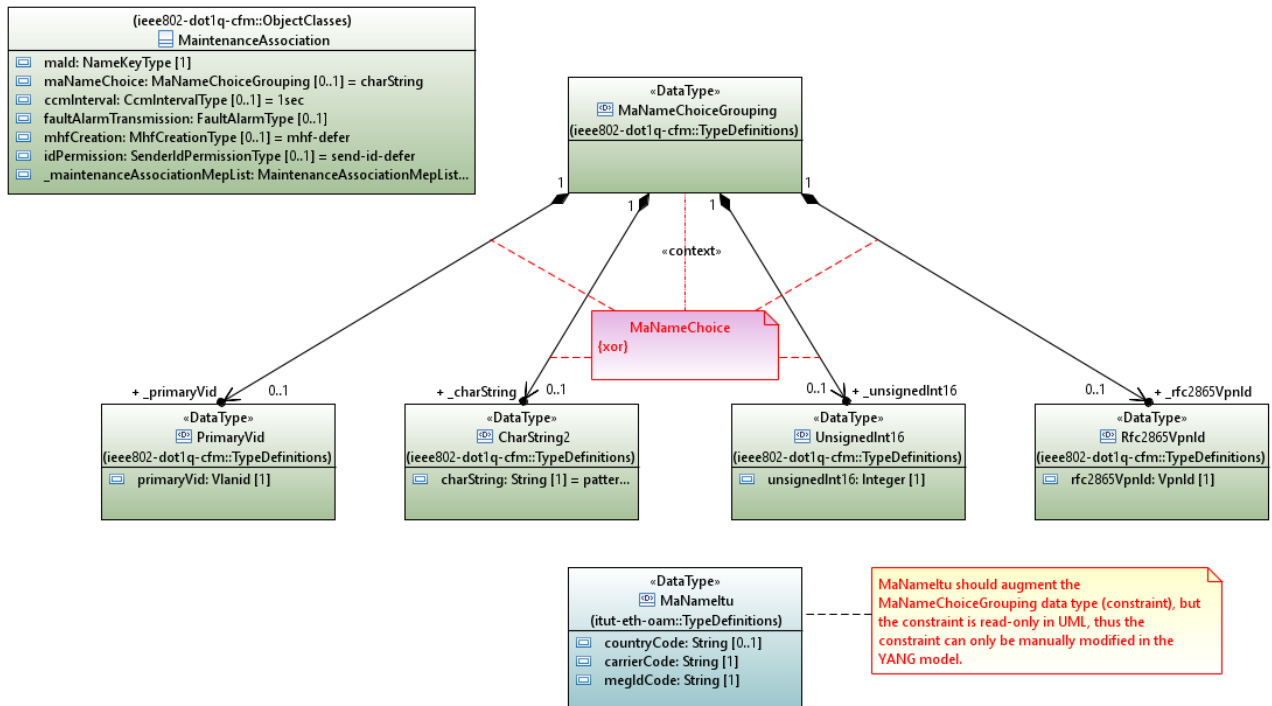 (ieee802-dot1q-cfm::ObjectClasses)
MaintenanceAssociation
maId: NameKeyType [1]
maNameChoice: MaNameChoiceGrouping [0..1] = charString
ccmInterval: CcmIntervalType [0..1] = 1sec
faultAlarmTransmission: FaultAlarmType [0..1]
mhfCreation: MhfCreationType [0..1] = mhf-defer
idPermission: SenderIdPermissionType [0..1] = send-id-defer
_maintenanceAssociationMepList: MaintenanceAssociationMepList...
«DataType»
MaNameChoiceGrouping
(ieee802-dot1q-cfm::TypeDefinitions)
1
1
1
1
«context»
MaNameChoice
{xor}
+ _primaryVid
0..1
+ _charString
0..1
0..1
+ _unsignedInt16
0..1
+ _rfc2865VpnId
«DataType»
PrimaryVid
(ieee802-dot1q-cfm::TypeDefinitions)
primaryVid: Vlanid [1]
«DataType»
CharString2
(ieee802-dot1q-cfm::TypeDefinitions)
charString: String [1] = patter...
«DataType»
UnsignedInt16
(ieee802-dot1q-cfm::TypeDefinitions)
unsignedInt16: Integer [1]
«DataType»
Rfc2865VpnId
(ieee802-dot1q-cfm::TypeDefinitions)
rfc2865VpnId: VpnId [1]
«DataType»
MaNameItu
(itut-eth-oam::TypeDefinitions)
countryCode: String [0..1]
carrierCode: String [1]
megIdCode: String [1]
MaNameItu should augment the
MaNameChoiceGrouping data type (constraint), but
the constraint is read-only in UML, thus the
constraint can only be manually modified in the
YANG model.